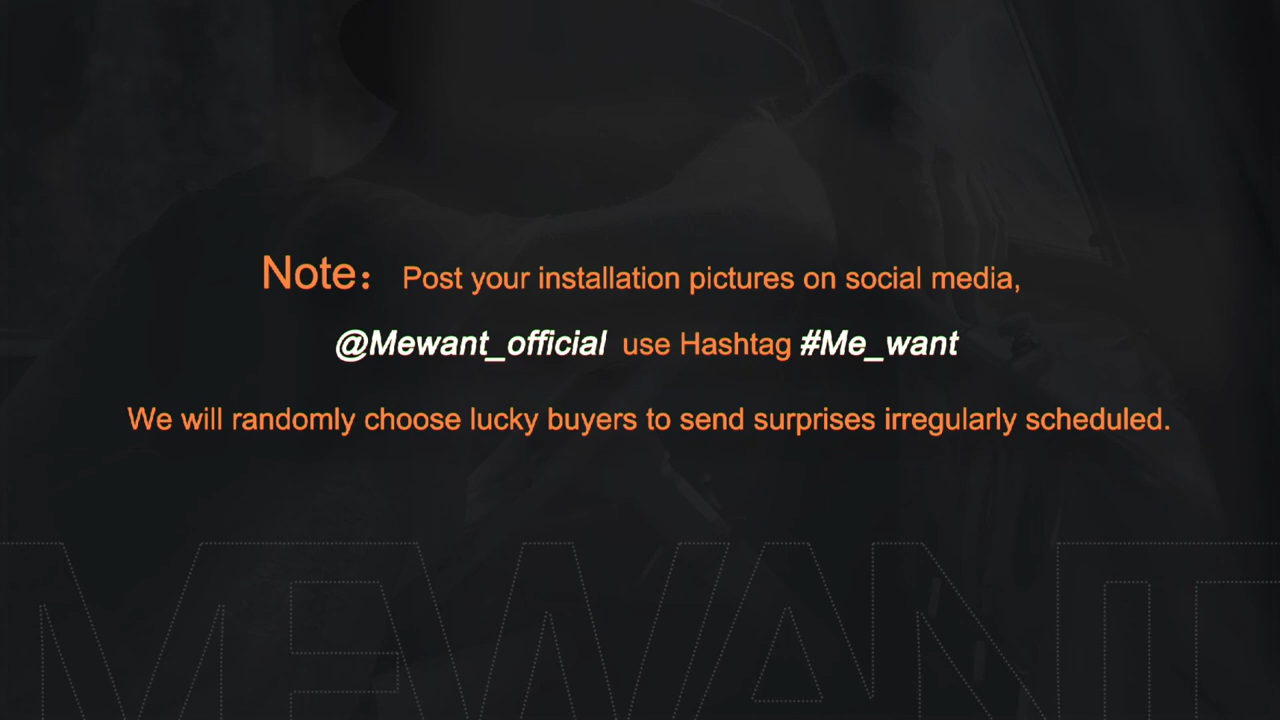 Note： Post your installation pictures on social media,
@Mewant_official use Hashtag #Me_want
We will randomly choose lucky buyers to send surprises irregularly scheduled.
MEWANT